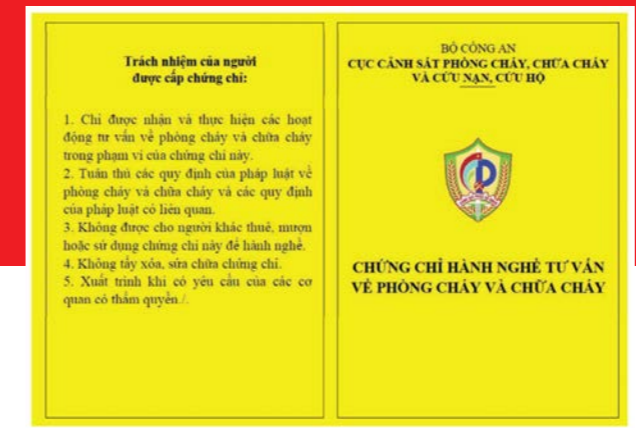 Trách nhiệm của người
được cấp chứng chỉ:
1. Chỉ được nhận và thực hiện các hoạt
động tư vấn về phòng cháy và chữa cháy
trong phạm vi của chứng chỉ này.
2. Tuân thủ các quy định của pháp luật về
phòng cháy và chữa cháy và các quy định
của pháp luật có liên quan.
3. Không được cho người khác thuê, mượn
hoặc sử dụng chứng chỉ này để hành nghề.
4. Không tẩy xóa, sửa chữa chứng chỉ.
5. Xuất trình khi có yêu cầu của các cơ
quan có thẩm quyền./.
BỘ CÔNG AN
CỤC CẢNH SÁT PHÒNG CHÁY, CHỮA CHÁY
VÀ CỨU NẠN, CỨU HỘ
CHỨNG CHỈ HÀNH NGHỀ TƯ VẤN
VỀ PHÒNG CHÁY VÀ CHỮA CHÁY